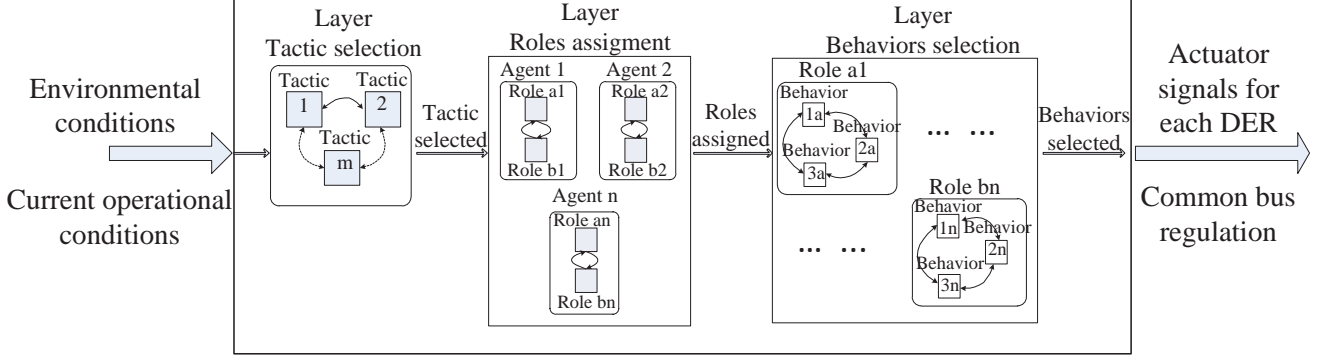 Environmental
conditions
Current operational
conditions
Layer
Tactic selection
Tactic
1
Tactic
2
Tactic
m
Tactic
selected
Layer
Roles assigment
Agent 1
Role a1
Role b1
Agent 2
Role a2
Role b2
Agent n
Role an
Role bn
Roles
assigned
Layer
Behaviors selection
Role a1
Behavior
1a
Behavior
2a
Behavior
3a
... ...
... ...
Role bn
Behavior
1n
Behavior
2n
Behavior
3n
Behaviors
selected
Actuator
signals for
each DER
Common bus
regulation